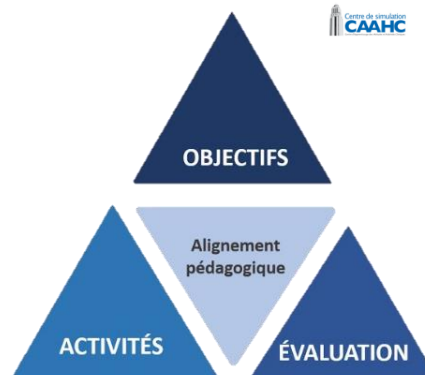 Centre de simulation
CAAHC
OBJECTIFS
Alignement
pédagogique
ACTIVITÉS
ÉVALUATION